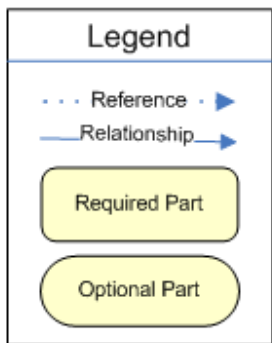 Legend
Reference
Relationship
Required Part
Optional Part